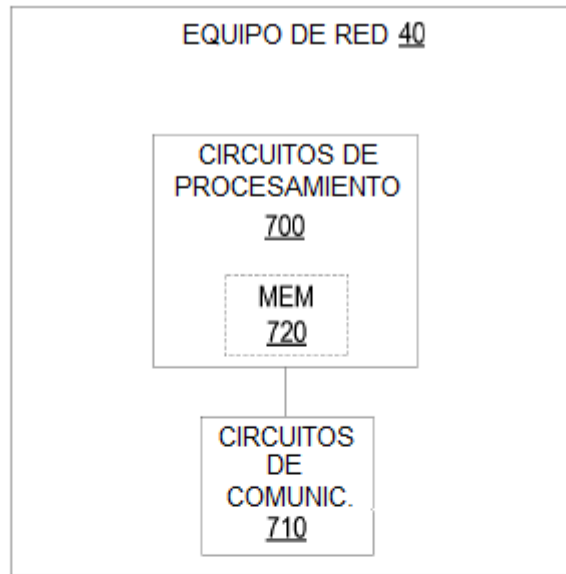 EQUIPO DE RED 40
CIRCUITOS DE
PROCESAMIENTO
700
MEM
720
CIRCUITOS
DE
COMUNIC.
710